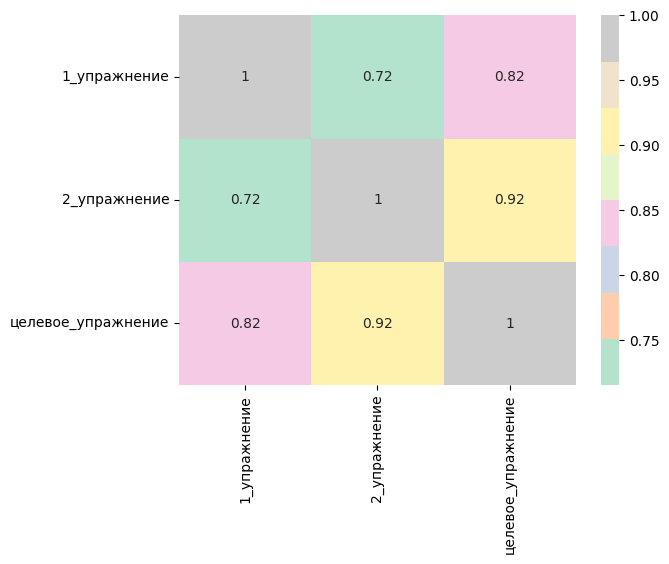 1_упражнение
1
0.72
0.82
2_упражнение
0.72
1
0.92
целевое_упражнение
0.82
0.92
1
1_упражнение
2_упражнение
целевое_упражнение
1.00
0.95
0.90
0.85
0.80
0.75